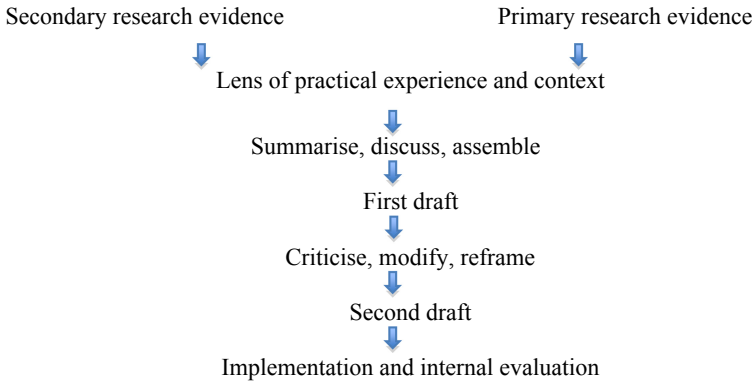 Secondary research evidence
Primary research evidence
Lens of practical experience and context
Summarise, discuss, assemble
First draft
Criticise, modify, reframe
Second draft
Implementation and internal evaluation